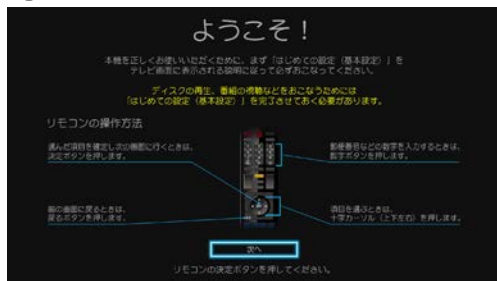 ようこそ！
本機を正しくお使いいただくために、まず「はじめての設定（基本設定）」を
テレビ画面に表示される説明に従って必ずおこなってください。
ディスクの再生、番組の視聴などをおこなうためには
「はじめての設定（基本設定）」を完了させておく必要があります。
リモコンの操作方法
選んだ項目を確定し次の画面に行くときは、
決定ボタンを押します。
郵便番号などの数字を入力するときは、
数字ボタンを押します。
前の画面に戻るときは、
戻るボタンを押します。
項目を選ぶときは、
十字カーソル（上下左右）を押します。
次へ
リモコンの決定ボタンを押してください。